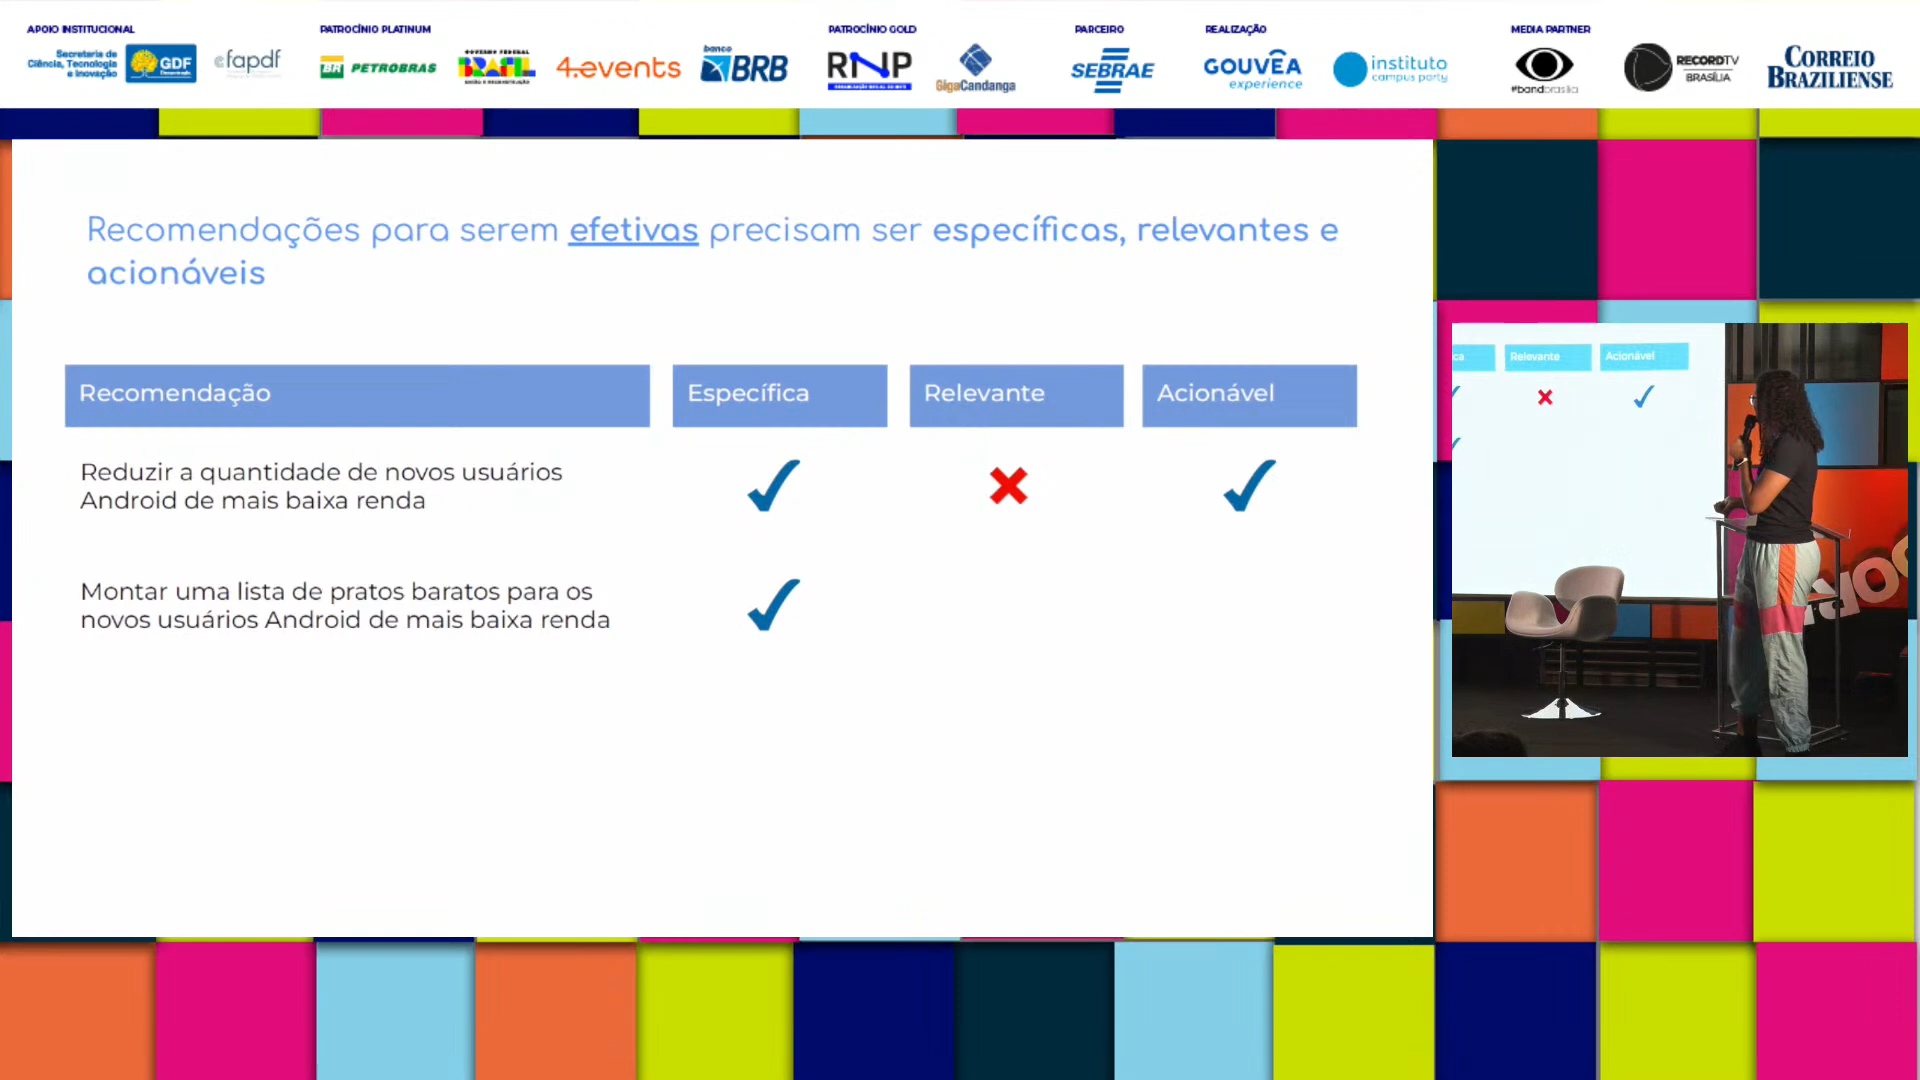 APOIO INSTITUCIONAL
PATROCÍNIO PLATINUM
PATROCÍNIO GOLD
PARCEIRO
REALIZAÇÃO
MEDIA PARTNER
Secretaria de
Ciência, Tecnologia
e Inovação
GDF
fapdf
BR PETROBRAS
GOVERNO FEDERAL
BRASIL
4.events
banco
BRB
RNP
GigaCandanga
SEBRAE
GOUVÊA
experience
instituto
campus party
#bandbrasília
RECORDTV
BRASÍLIA
CORREIO
BRAZILIENSE
Recomendações para serem efetivas precisam ser específicas, relevantes e
acionáveis
Recomendação
Específica
Relevante
Acionável
Reduzir a quantidade de novos usuários
Android de mais baixa renda
Montar uma lista de pratos baratos para os
novos usuários Android de mais baixa renda
ca
Relevante
Acionável